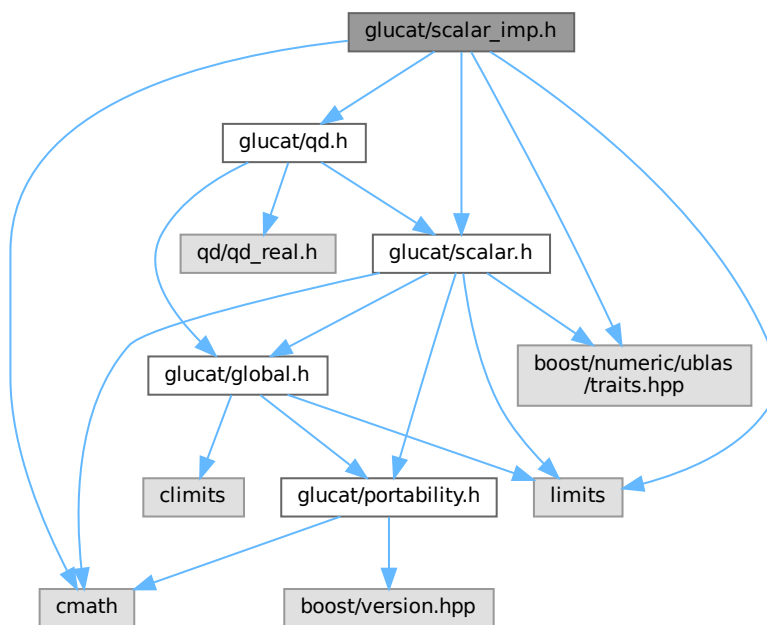 glucat/scalar_imp.h
glucat/qd.h
qd/qd_real.h
glucat/scalar.h
glucat/global.h
boost/numeric/ublas
/traits.hpp
climits
glucat/portability.h
limits
cmath
boost/version.hpp